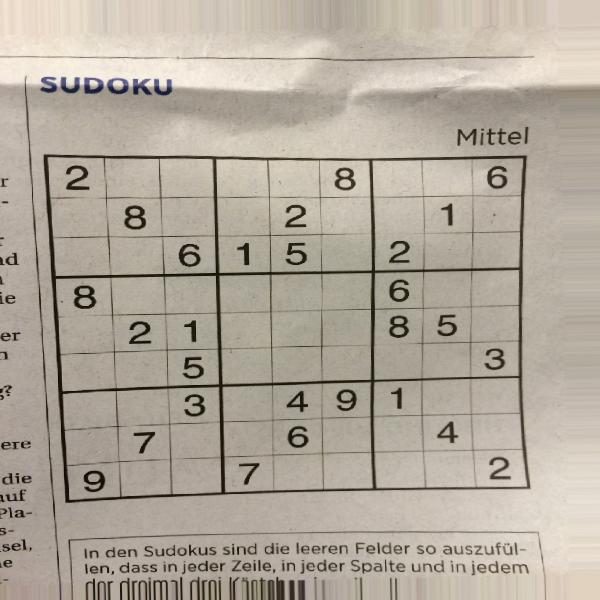 SUDOKU
Mittel
2 8 6
8 2 1
6 1 5 2
8 6
2 1 8 5
5 3
3 4 9 1
7 6 4
9 7 2
In den Sudokus sind die leeren Felder so auszufül-
len, dass in jeder Zeile, in jeder Spalte und in jedem
der dreimal drei